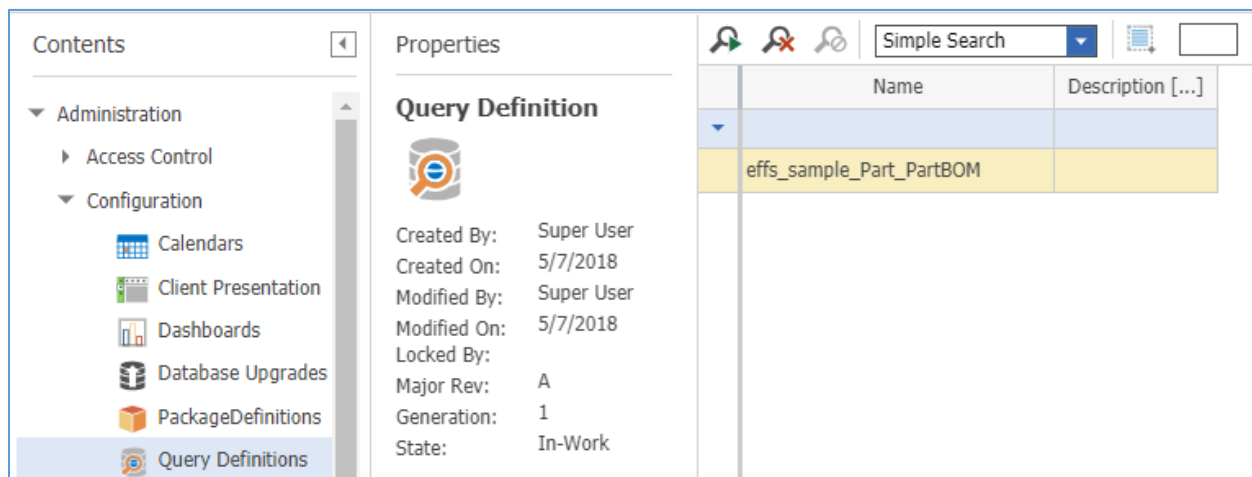 Contents
Administration
Access Control
Configuration
Calendars
Client Presentation
Dashboards
Database Upgrades
PackageDefinitions
Query Definitions
Properties
Query Definition
Created By: Super User
Created On: 5/7/2018
Modified By: Super User
Modified On: 5/7/2018
Locked By:
Major Rev: A
Generation: 1
State: In-Work
Simple Search
Name Description [...]
effs_sample_Part_PartBOM